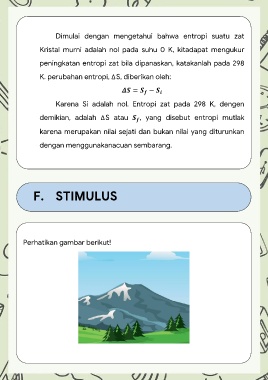 Dimulai dengan mengetahui bahwa entropi suatu zat
Kristal murni adalah nol pada suhu 0 K, kitadapat mengukur
peningkatan entropi zat bila dipanaskan, katakanlah pada 298
K. perubahan entropi, ΔS, diberikan oleh:
ΔS = S_f − S_i
Karena Si adalah nol. Entropi zat pada 298 K, dengan
demikian, adalah ΔS atau S_f, yang disebut entropi mutlak
karena merupakan nilai sejati dan bukan nilai yang diturunkan
dengan menggunakanacuan sembarang.
F. STIMULUS
Perhatikan gambar berikut!